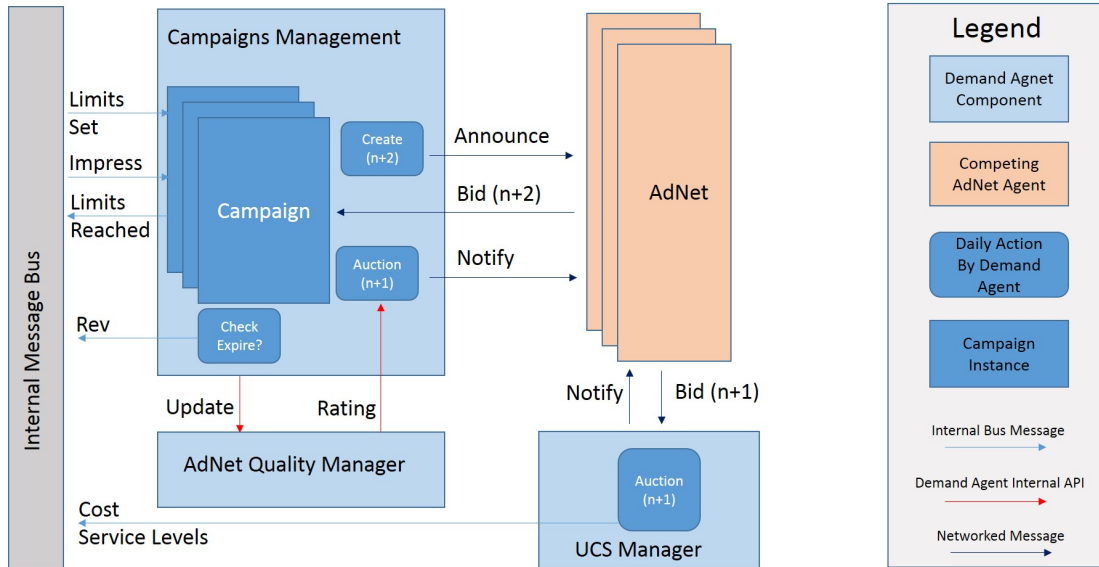 Campaigns Management
Limits
Set
Impress
Limits
Reached
Rev
Internal Message Bus
Campaign
Create
(n+2)
Auction
(n+1)
Check
Expire?
Announce
Bid (n+2)
Notify
AdNet
Update
Rating
Notify
Bid (n+1)
AdNet Quality Manager
Cost
Service Levels
Auction
(n+1)
UCS Manager
Legend
Demand Agnet
Component
Competing
AdNet Agent
Daily Action
By Demand
Agent
Campaign
Instance
Internal Bus Message
Demand Agent Internal API
Networked Message